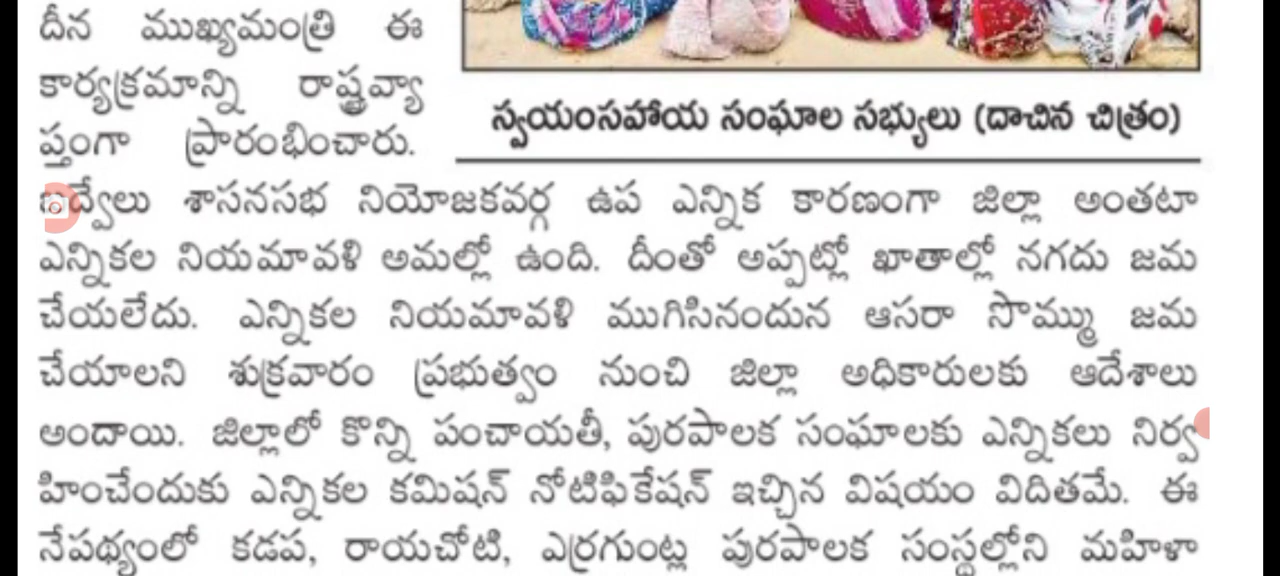 దీన ముఖ్యమంత్రి ఈ
కార్యక్రమాన్ని రాష్ట్రవ్యా
ప్తంగా ప్రారంభించారు.
స్వయంసహాయ సంఘాల సభ్యులు (దాచిన చిత్రం)
బద్వేలు శాసనసభ నియోజకవర్గ ఉప ఎన్నిక కారణంగా జిల్లా అంతటా
ఎన్నికల నియమావళి అమల్లో ఉంది. దీంతో అప్పట్లో ఖాతాల్లో నగదు జమ
చేయలేదు. ఎన్నికల నియమావళి ముగిసినందున ఆసరా సొమ్ము జమ
చేయాలని శుక్రవారం ప్రభుత్వం నుంచి జిల్లా అధికారులకు ఆదేశాలు
అందాయి. జిల్లాలో కొన్ని పంచాయతీ, పురపాలక సంఘాలకు ఎన్నికలు నిర్వ
హించేందుకు ఎన్నికల కమిషన్ నోటిఫికేషన్ ఇచ్చిన విషయం విదితమే. ఈ
నేపథ్యంలో కడప, రాయచోటి, ఎర్రగుంట్ల పురపాలక సంస్థల్లోని మహిళా